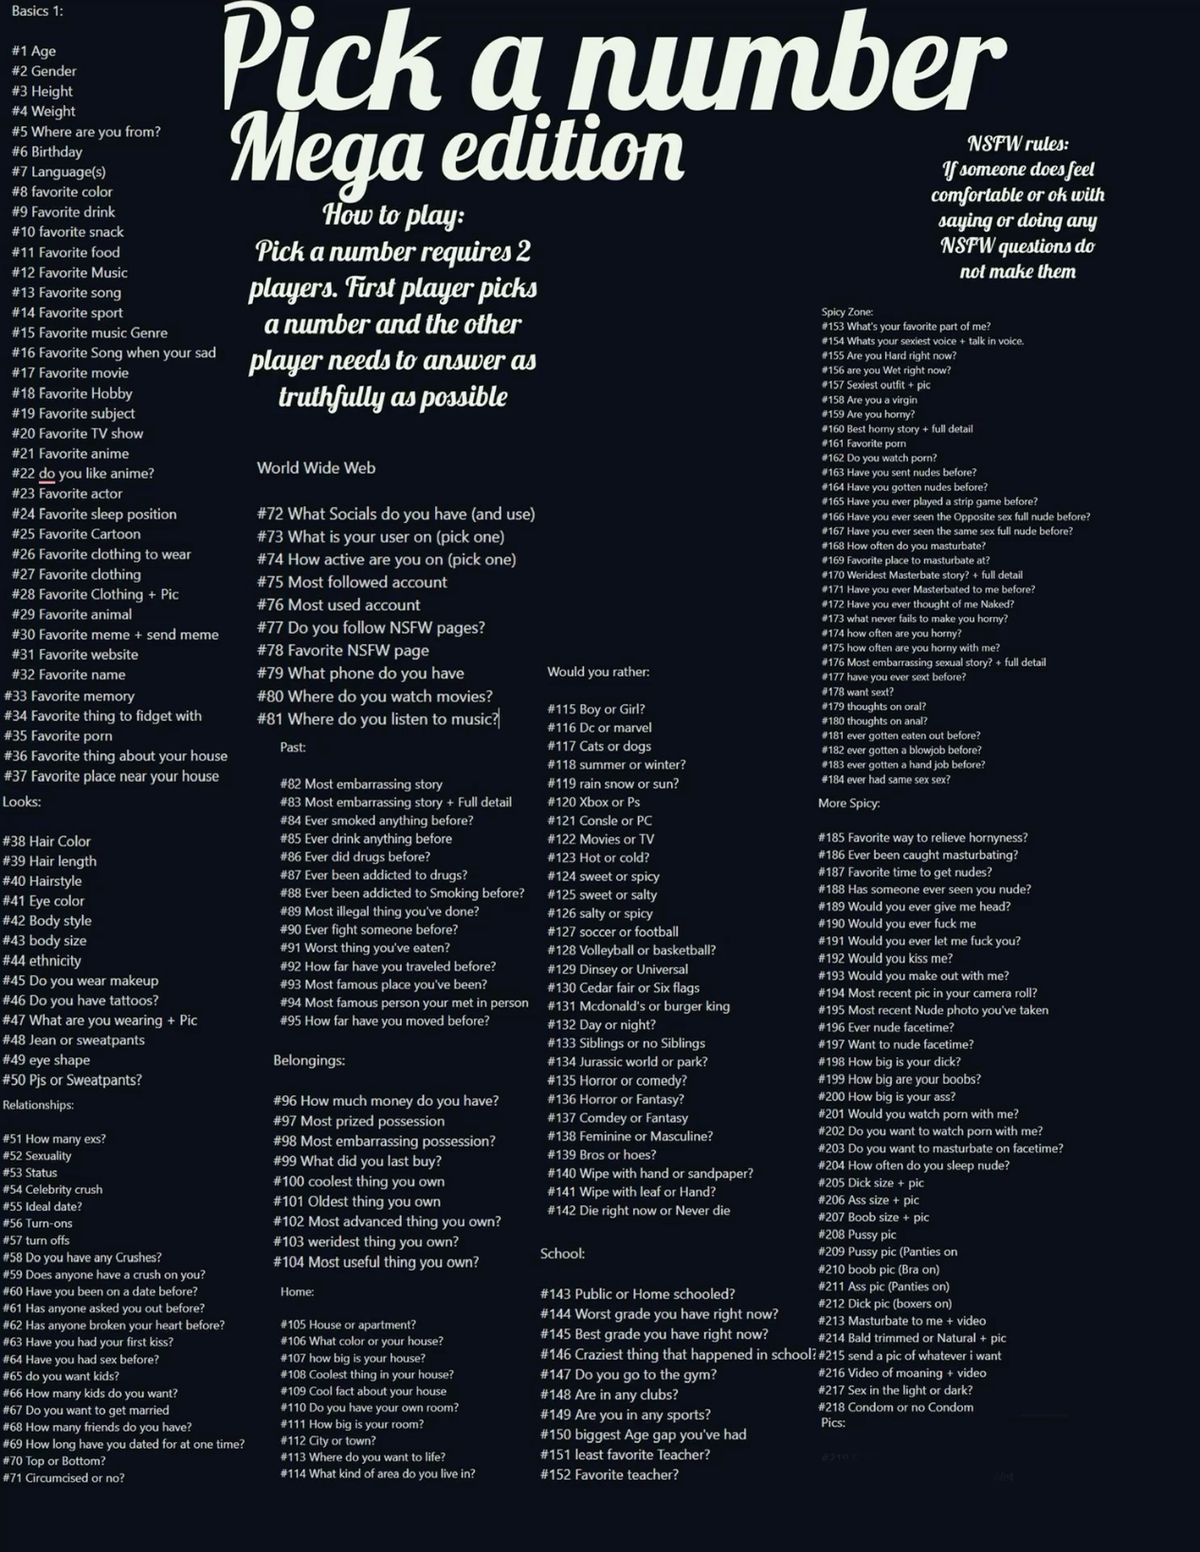 Basics 1:
#1 Age
#2 Gender
#3 Height
#4 Weight
#5 Where are you from?
#6 Birthday
#7 Language(s)
#8 favorite color
#9 Favorite drink
#10 favorite snack
#11 Favorite food
#12 Favorite Music
#13 Favorite song
#14 Favorite sport
#15 Favorite music Genre
#16 Favorite Song when your sad
#17 Favorite movie
#18 Favorite Hobby
#19 Favorite subject
#20 Favorite TV show
#21 Favorite anime
#22 do you like anime?
#23 Favorite actor
#24 Favorite sleep position
#25 Favorite Cartoon
#26 Favorite clothing to wear
#27 Favorite clothing
#28 Favorite Clothing + Pic
#29 Favorite animal
#30 Favorite meme + send meme
#31 Favorite website
#32 Favorite name
#33 Favorite memory
#34 Favorite thing to fidget with
#35 Favorite porn
#36 Favorite thing about your house
#37 Favorite place near your house
Looks:
#38 Hair Color
#39 Hair length
#40 Hairstyle
#41 Eye color
#42 Body style
#43 body size
#44 ethnicity
#45 Do you wear makeup
#46 Do you have tattoos?
#47 What are you wearing + Pic
#48 Jean or sweatpants
#49 eye shape
#50 Pjs or Sweatpants?
Relationships:
#51 How many exs?
#52 Sexuality
#53 Status
#54 Celebrity crush
#55 Ideal date?
#56 Turn-ons
#57 turn offs
#58 Do you have any Crushes?
#59 Does anyone have a crush on you?
#60 Have you been on a date before?
#61 Has anyone asked you out before?
#62 Has anyone broken your heart before?
#63 Have you had your first kiss?
#64 Have you had sex before?
#65 do you want kids?
#66 How many kids do you want?
#67 Do you want to get married
#68 How many friends do you have?
#69 How long have you dated for at one time?
#70 Top or Bottom?
#71 Circumcised or no?
Pick a number
Mega edition
How to play:
Pick a number requires 2
players. First player picks
a number and the other
player needs to answer as
truthfully as possible
World Wide Web
#72 What Socials do you have (and use)
#73 What is your user on (pick one)
#74 How active are you on (pick one)
#75 Most followed account
#76 Most used account
#77 Do you follow NSFW pages?
#78 Favorite NSFW page
#79 What phone do you have
#80 Where do you watch movies?
#81 Where do you listen to music?
Past:
#82 Most embarrassing story
#83 Most embarrassing story + Full detail
#84 Ever smoked anything before?
#85 Ever drink anything before
#86 Ever did drugs before?
#87 Ever been addicted to drugs?
#88 Ever been addicted to Smoking before?
#89 Most illegal thing you've done?
#90 Ever fight someone before?
#91 Worst thing you've eaten?
#92 How far have you traveled before?
#93 Most famous place you've been?
#94 Most famous person your met in person
#95 How far have you moved before?
Belongings:
#96 How much money do you have?
#97 Most prized possession
#98 Most embarrassing possession?
#99 What did you last buy?
#100 coolest thing you own
#101 Oldest thing you own
#102 Most advanced thing you own?
#103 weridest thing you own?
#104 Most useful thing you own?
Home:
#105 House or apartment?
#106 What color or your house?
#107 how big is your house?
#108 Coolest thing in your house?
#109 Cool fact about your house
#110 Do you have your own room?
#111 How big is your room?
#112 City or town?
#113 Where do you want to life?
#114 What kind of area do you live in?
Would you rather:
#115 Boy or Girl?
#116 Dc or marvel
#117 Cats or dogs
#118 summer or winter?
#119 rain snow or sun?
#120 Xbox or Ps
#121 Consle or PC
#122 Movies or TV
#123 Hot or cold?
#124 sweet or spicy
#125 sweet or salty
#126 salty or spicy
#127 soccer or football
#128 Volleyball or basketball?
#129 Dinsey or Universal
#130 Cedar fair or Six flags
#131 Mcdonald's or burger king
#132 Day or night?
#133 Siblings or no Siblings
#134 Jurassic world or park?
#135 Horror or comedy?
#136 Horror or Fantasy?
#137 Comdey or Fantasy
#138 Feminine or Masculine?
#139 Bros or hoes?
#140 Wipe with hand or sandpaper?
#141 Wipe with leaf or Hand?
#142 Die right now or Never die
School:
#143 Public or Home schooled?
#144 Worst grade you have right now?
#145 Best grade you have right now?
#146 Craziest thing that happened in school?
#147 Do you go to the gym?
#148 Are in any clubs?
#149 Are you in any sports?
#150 biggest Age gap you've had
#151 least favorite Teacher?
#152 Favorite teacher?
NSFW rules:
If someone does feel
comfortable or ok with
saying or doing any
NSFW questions do
not make them
Spicy Zone:
#153 What's your favorite part of me?
#154 Whats your sexiest voice + talk in voice.
#155 Are you Hard right now?
#156 are you Wet right now?
#157 Sexiest outfit + pic
#158 Are you a virgin
#159 Are you horny?
#160 Best horny story + full detail
#161 Favorite porn
#162 Do you watch porn?
#163 Have you sent nudes before?
#164 Have you gotten nudes before?
#165 Have you ever played a strip game before?
#166 Have you ever seen the Opposite sex full nude before?
#167 Have you ever seen the same sex full nude before?
#168 How often do you masturbate?
#169 Favorite place to masturbate at?
#170 Weridest Masterbate story? + full detail
#171 Have you ever Masterbated to me before?
#172 Have you ever thought of me Naked?
#173 what never fails to make you horny?
#174 how often are you horny?
#175 how often are you horny with me?
#176 Most embarrassing sexual story? + full detail
#177 have you ever sext before?
#178 want sext?
#179 thoughts on oral?
#180 thoughts on anal?
#181 ever gotten eaten out before?
#182 ever gotten a blowjob before?
#183 ever gotten a hand job before?
#184 ever had same sex sex?
More Spicy:
#185 Favorite way to relieve hornyness?
#186 Ever been caught masturbating?
#187 Favorite time to get nudes?
#188 Has someone ever seen you nude?
#189 Would you ever give me head?
#190 Would you ever fuck me
#191 Would you ever let me fuck you?
#192 Would you kiss me?
#193 Would you make out with me?
#194 Most recent pic in your camera roll?
#195 Most recent Nude photo you've taken
#196 Ever nude facetime?
#197 Want to nude facetime?
#198 How big is your dick?
#199 How big are your boobs?
#200 How big is your ass?
#201 Would you watch porn with me?
#202 Do you want to watch porn with me?
#203 Do you want to masturbate on facetime?
#204 How often do you sleep nude?
#205 Dick size + pic
#206 Ass size + pic
#207 Boob size + pic
#208 Pussy pic
#209 Pussy pic (Panties on
#210 boob pic (Bra on)
#211 Ass pic (Panties on)
#212 Dick pic (boxers on)
#213 Masturbate to me + video
#214 Bald trimmed or Natural + pic
#215 send a pic of whatever i want
#216 Video of moaning + video
#217 Sex in the light or dark?
#218 Condom or no Condom
Pics: